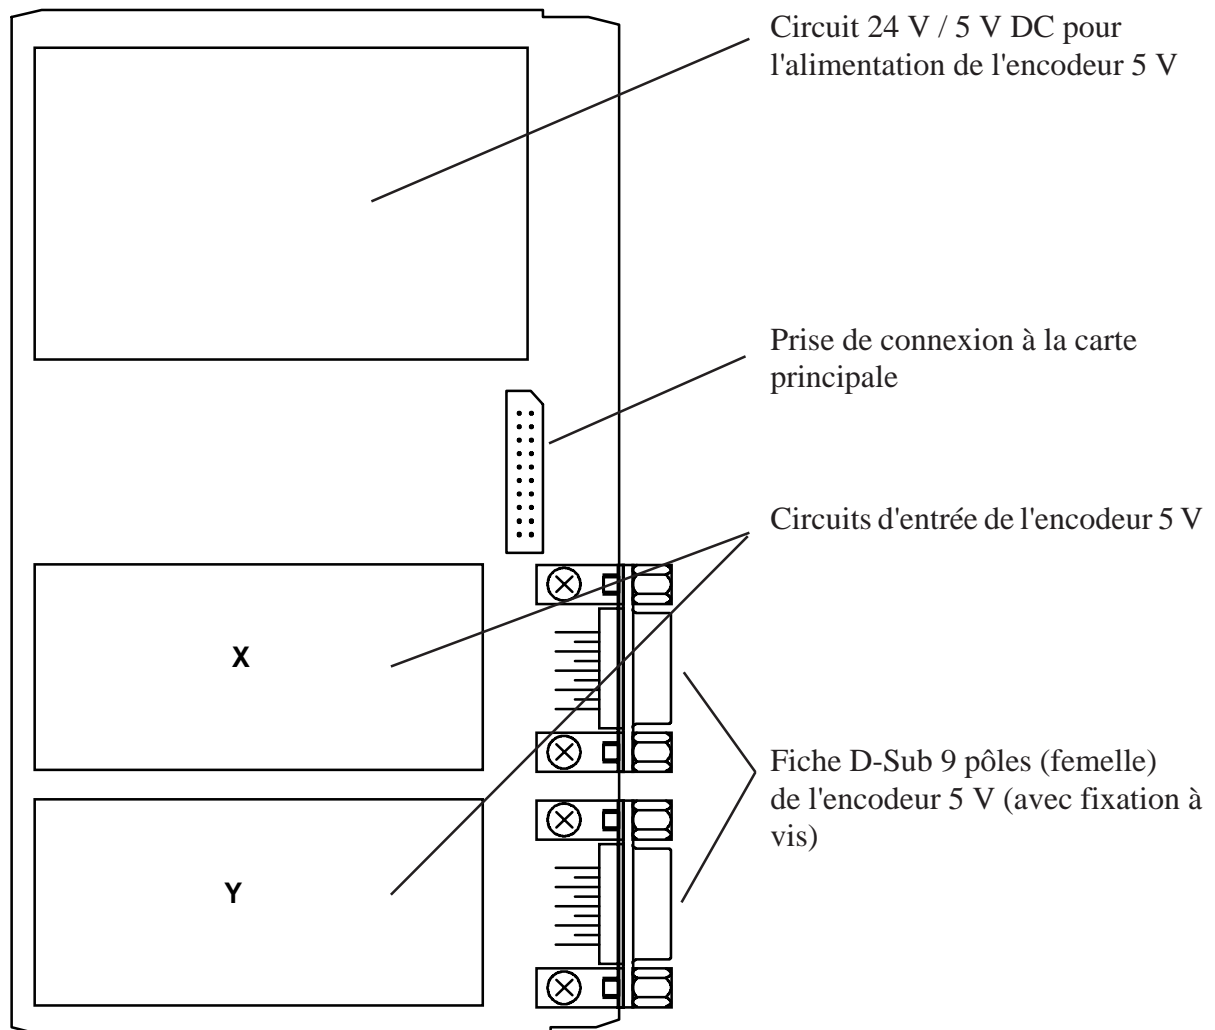 Circuit 24 V / 5 V DC pour
l'alimentation de l'encodeur 5 V
Prise de connexion à la carte
principale
Circuits d'entrée de l'encodeur 5 V
X
Fiche D-Sub 9 pôles (femelle)
de l'encodeur 5 V (avec fixation à
vis)
Y